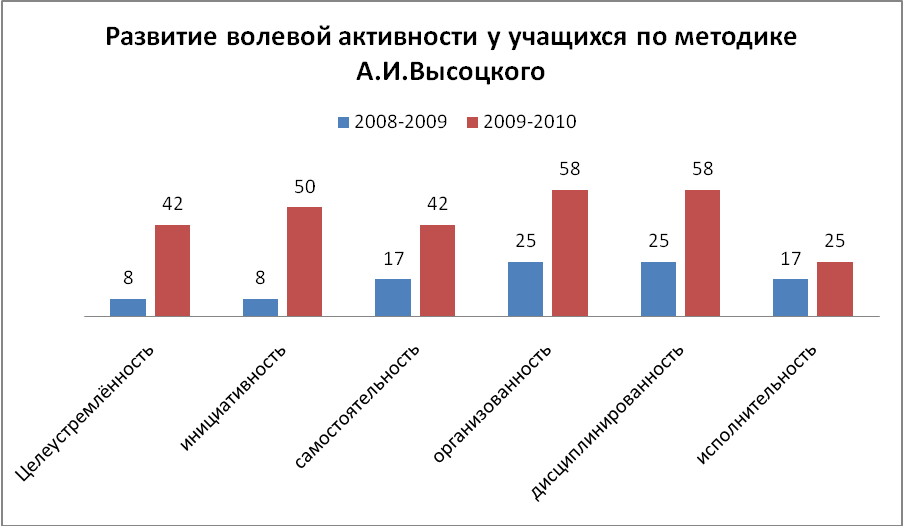 Развитие волевой активности у учащихся по методике
А.И.Высоцкого
2008-2009 2009-2010
8 42 8 50 17 42 25 58 25 58 17 25
Целеустремлённость
инициативность
самостоятельность
организованность
дисциплинированность
исполнительность